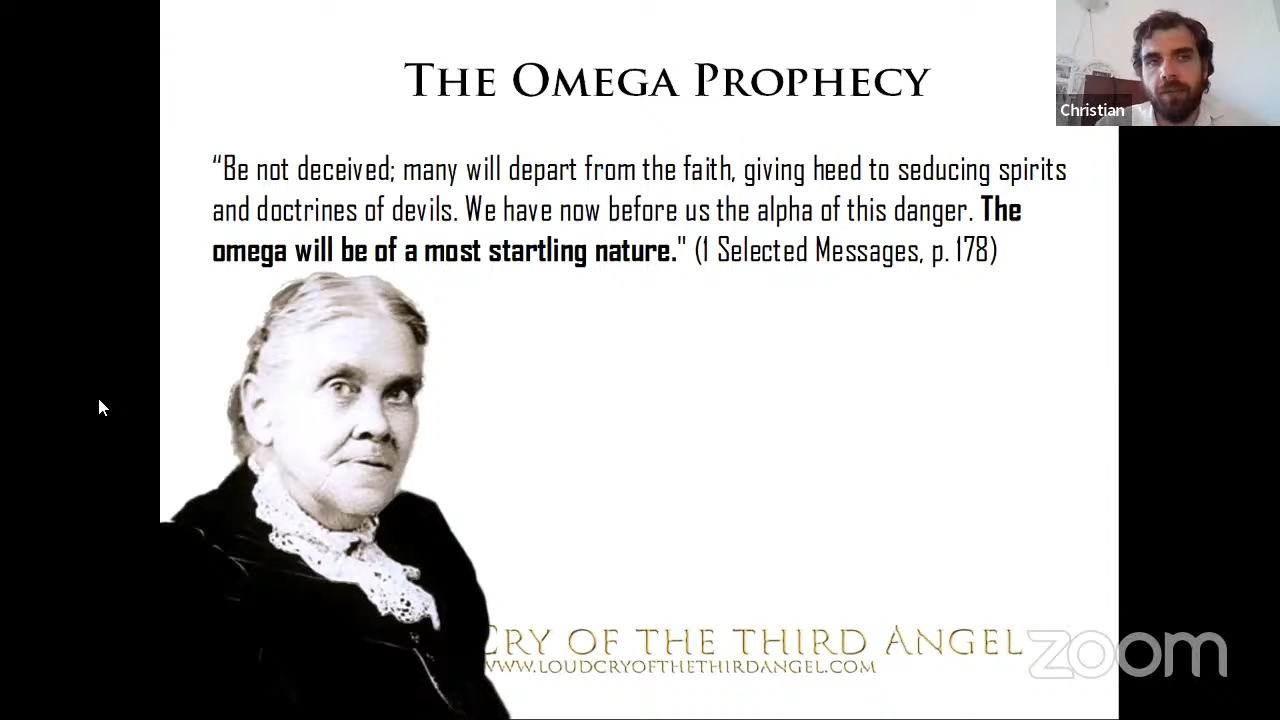 THE OMEGA PROPHECY
Christian
“Be not deceived; many will depart from the faith, giving heed to seducing spirits
and doctrines of devils. We have now before us the alpha of this danger. The
omega will be of a most startling nature." (1 Selected Messages, p. 178)
CRY OF THE THIRD ANGEL
WWW.LOUDCRYOFTHETHIRDANGEL.COM
zoom